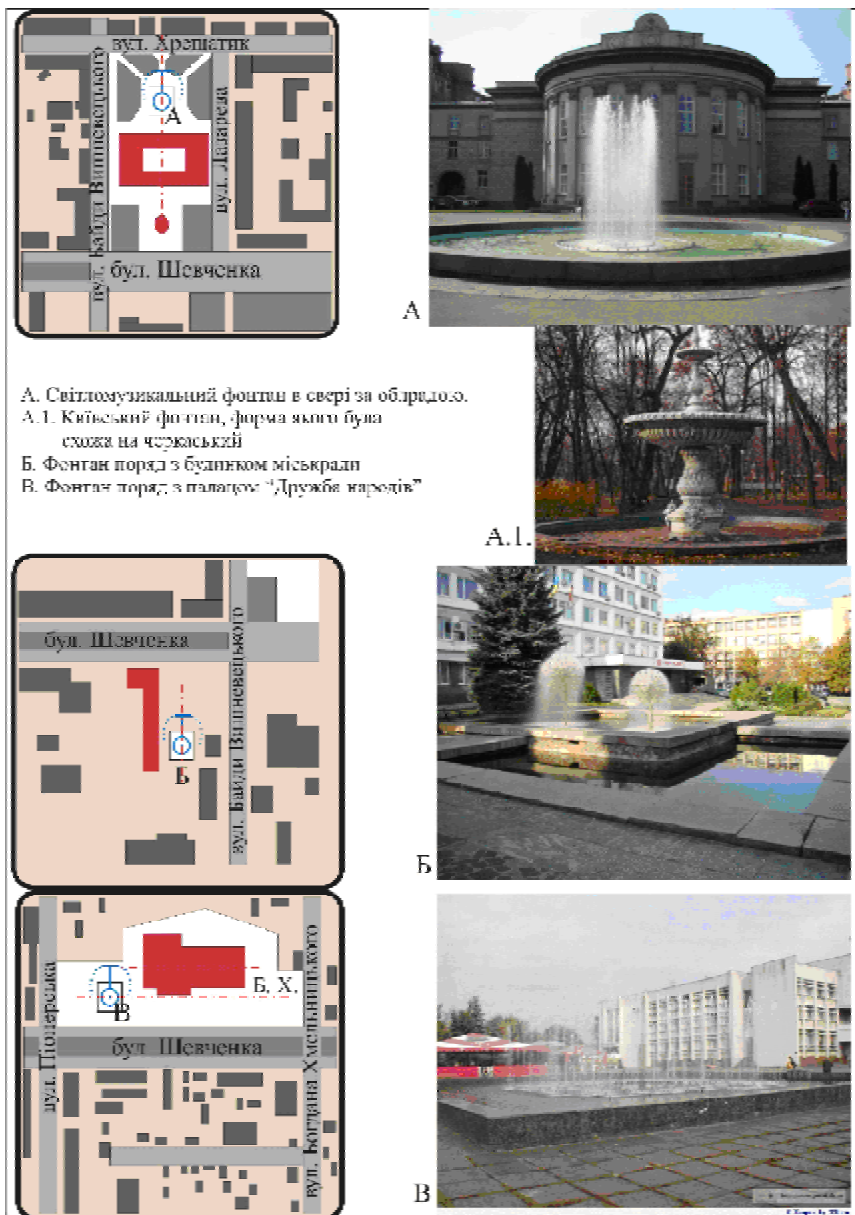 вул. Хрещатик
вул. Байди Вишневецького
А
вул. Лазарева
бул. Шевченка
А
А. Світломузикальний фонтан в свері за облрадою.
А.1. Київський фонтан, форма якого була
схожа на черкаський
Б. Фонтан поряд з будинком міськради
В. Фонтан поряд з палацом “Дружба народів”
А.1.
бул. Шевченка
вул. Байди Вишневецького
Б
Б
вул. Піонерська
Б. Х.
В
бул. Шевченка
вул. Богдана Хмельницького
В